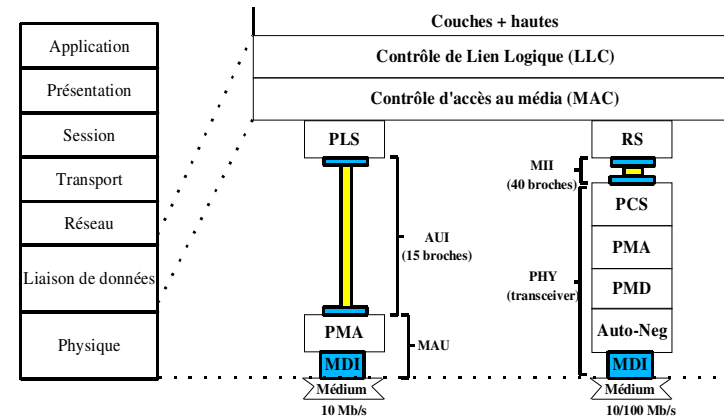 Application
Présentation
Session
Transport
Réseau
Liaison de données
Physique
Couches + hautes
Contrôle de Lien Logique (LLC)
Contrôle d'accès au média (MAC)
PLS
AUI
(15 broches)
PMA
MDI
MAU
Médium
10 Mb/s
RS
MII
(40 broches)
PCS
PMA
PMD
Auto-Neg
MDI
PHY
(transceiver)
Médium
10/100 Mb/s